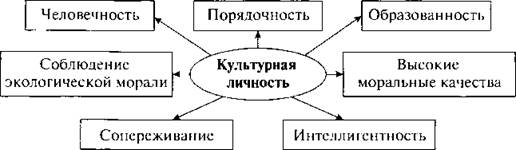 Человечность
Порядочность
Образованность
Соблюдение
экологической морали
Культурная
личность
Высокие
моральные качества
Сопереживание
Интеллигентность